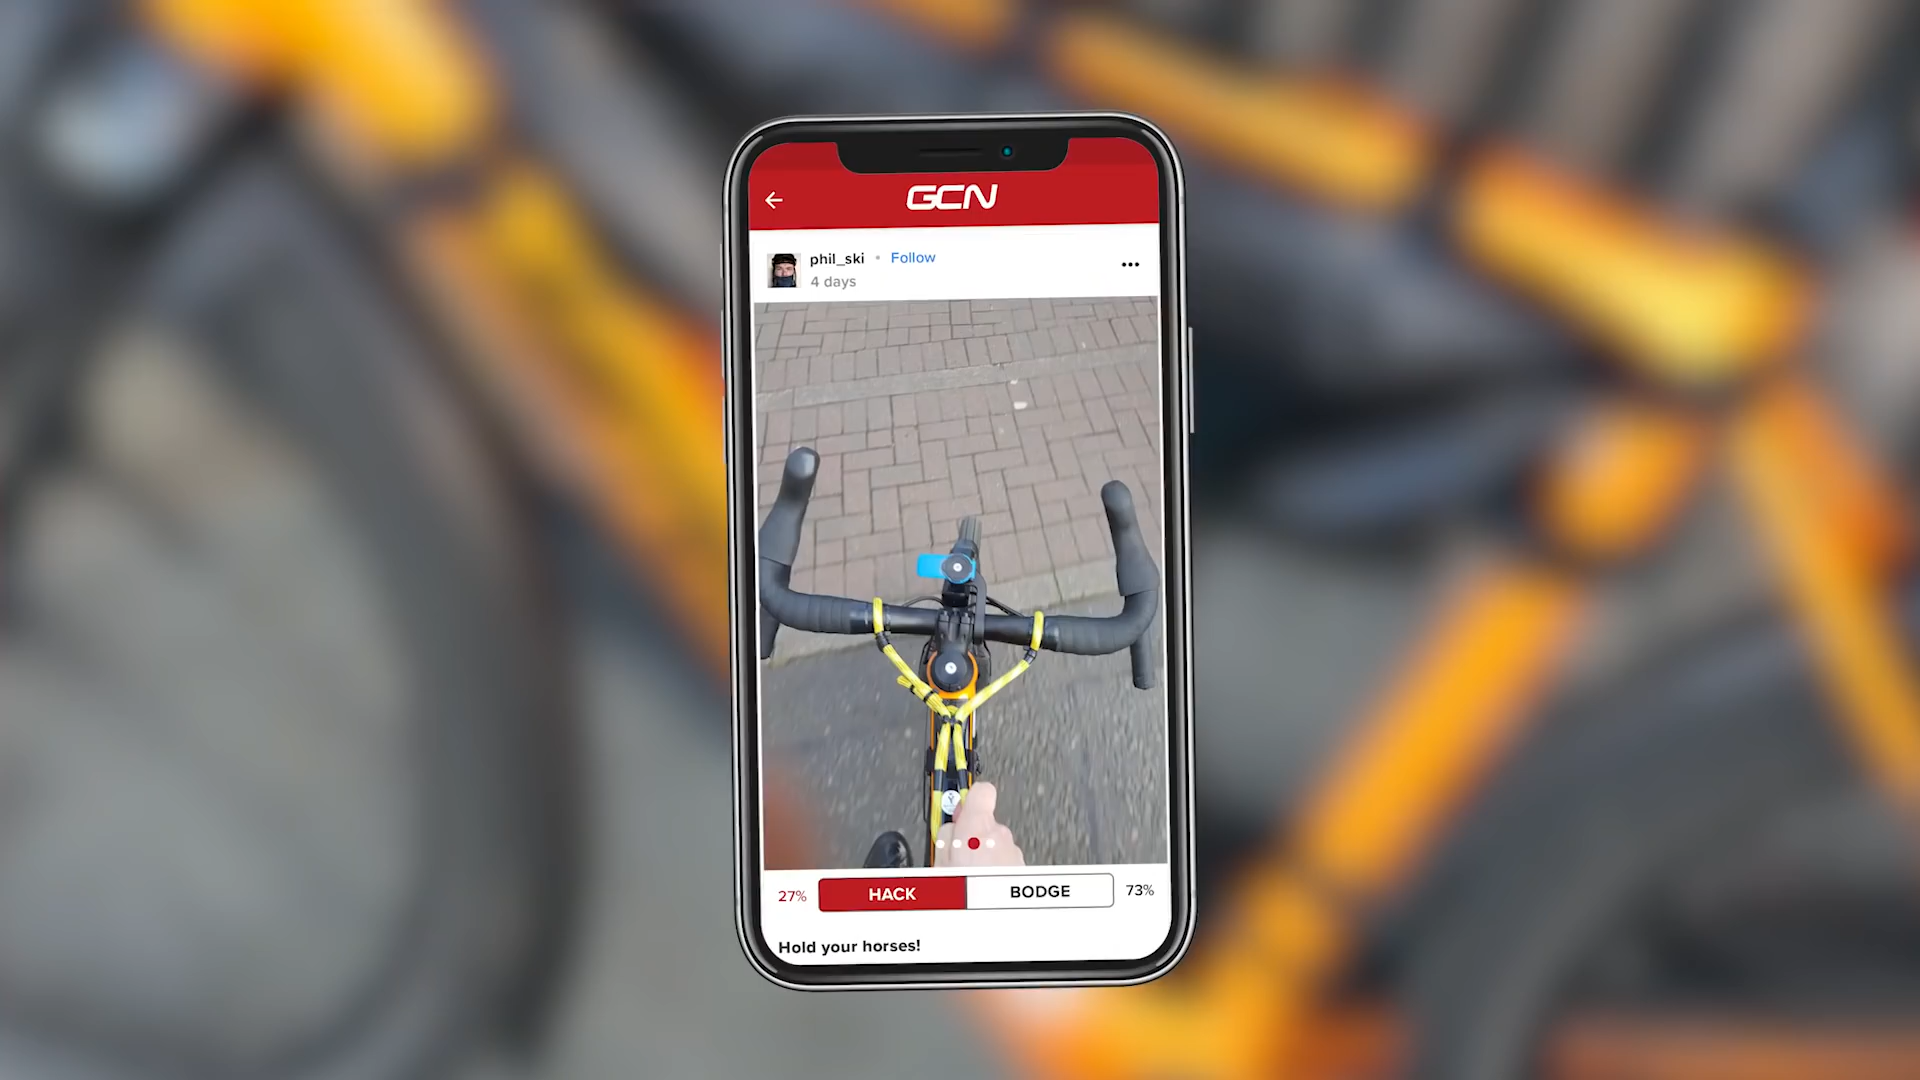 GCN
phil_ski • Follow
4 days
27% HACK BODGE 73%
Hold your horses!